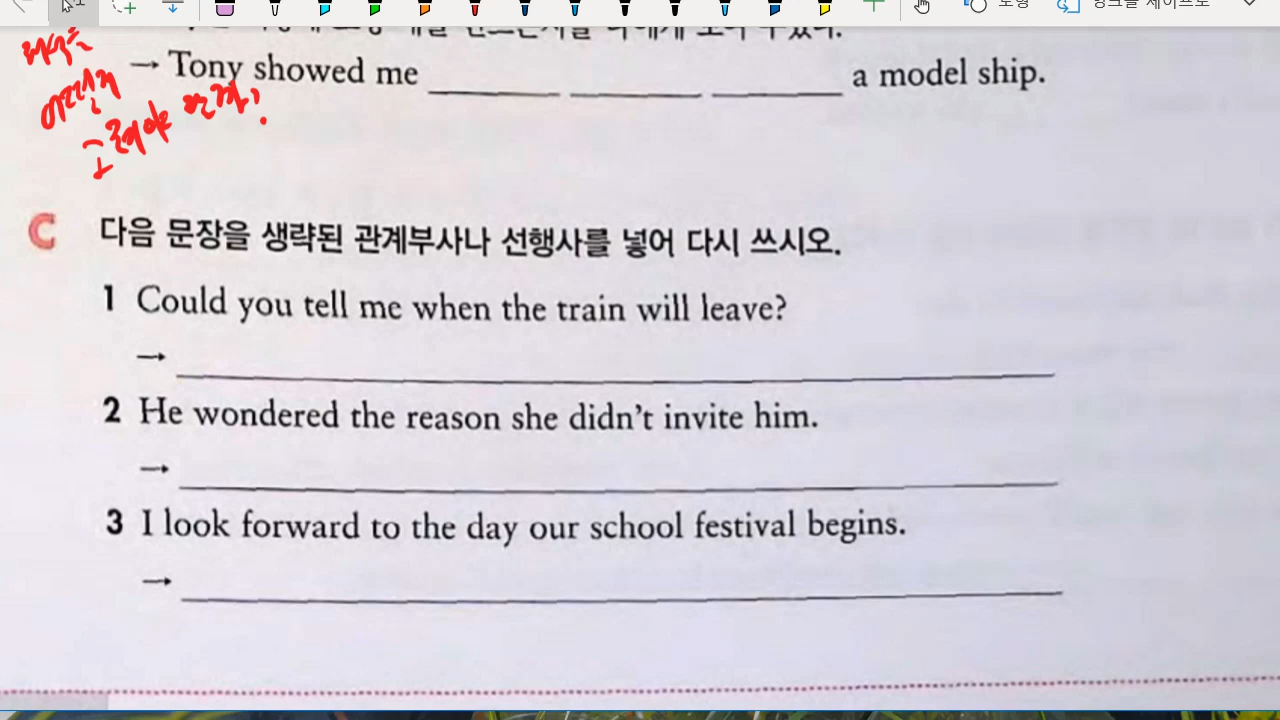 → Tony showed me ______ ______ ______ a model ship.
C 다음 문장을 생략된 관계부사나 선행사를 넣어 다시 쓰시오.
1 Could you tell me when the train will leave?
→
2 He wondered the reason she didn't invite him.
→
3 I look forward to the day our school festival begins.
→